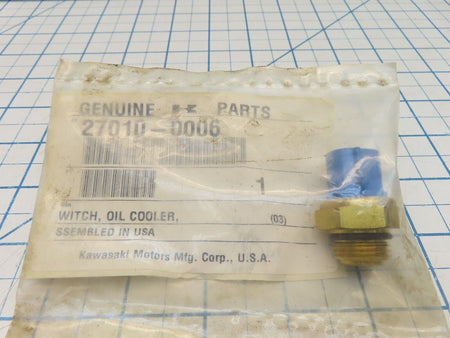 GENUINE PARTS
27010-0006
1
WITCH, OIL COOLER, (03)
SSEMBLED IN USA
Kawasaki Motors Mfg. Corp., U.S.A.